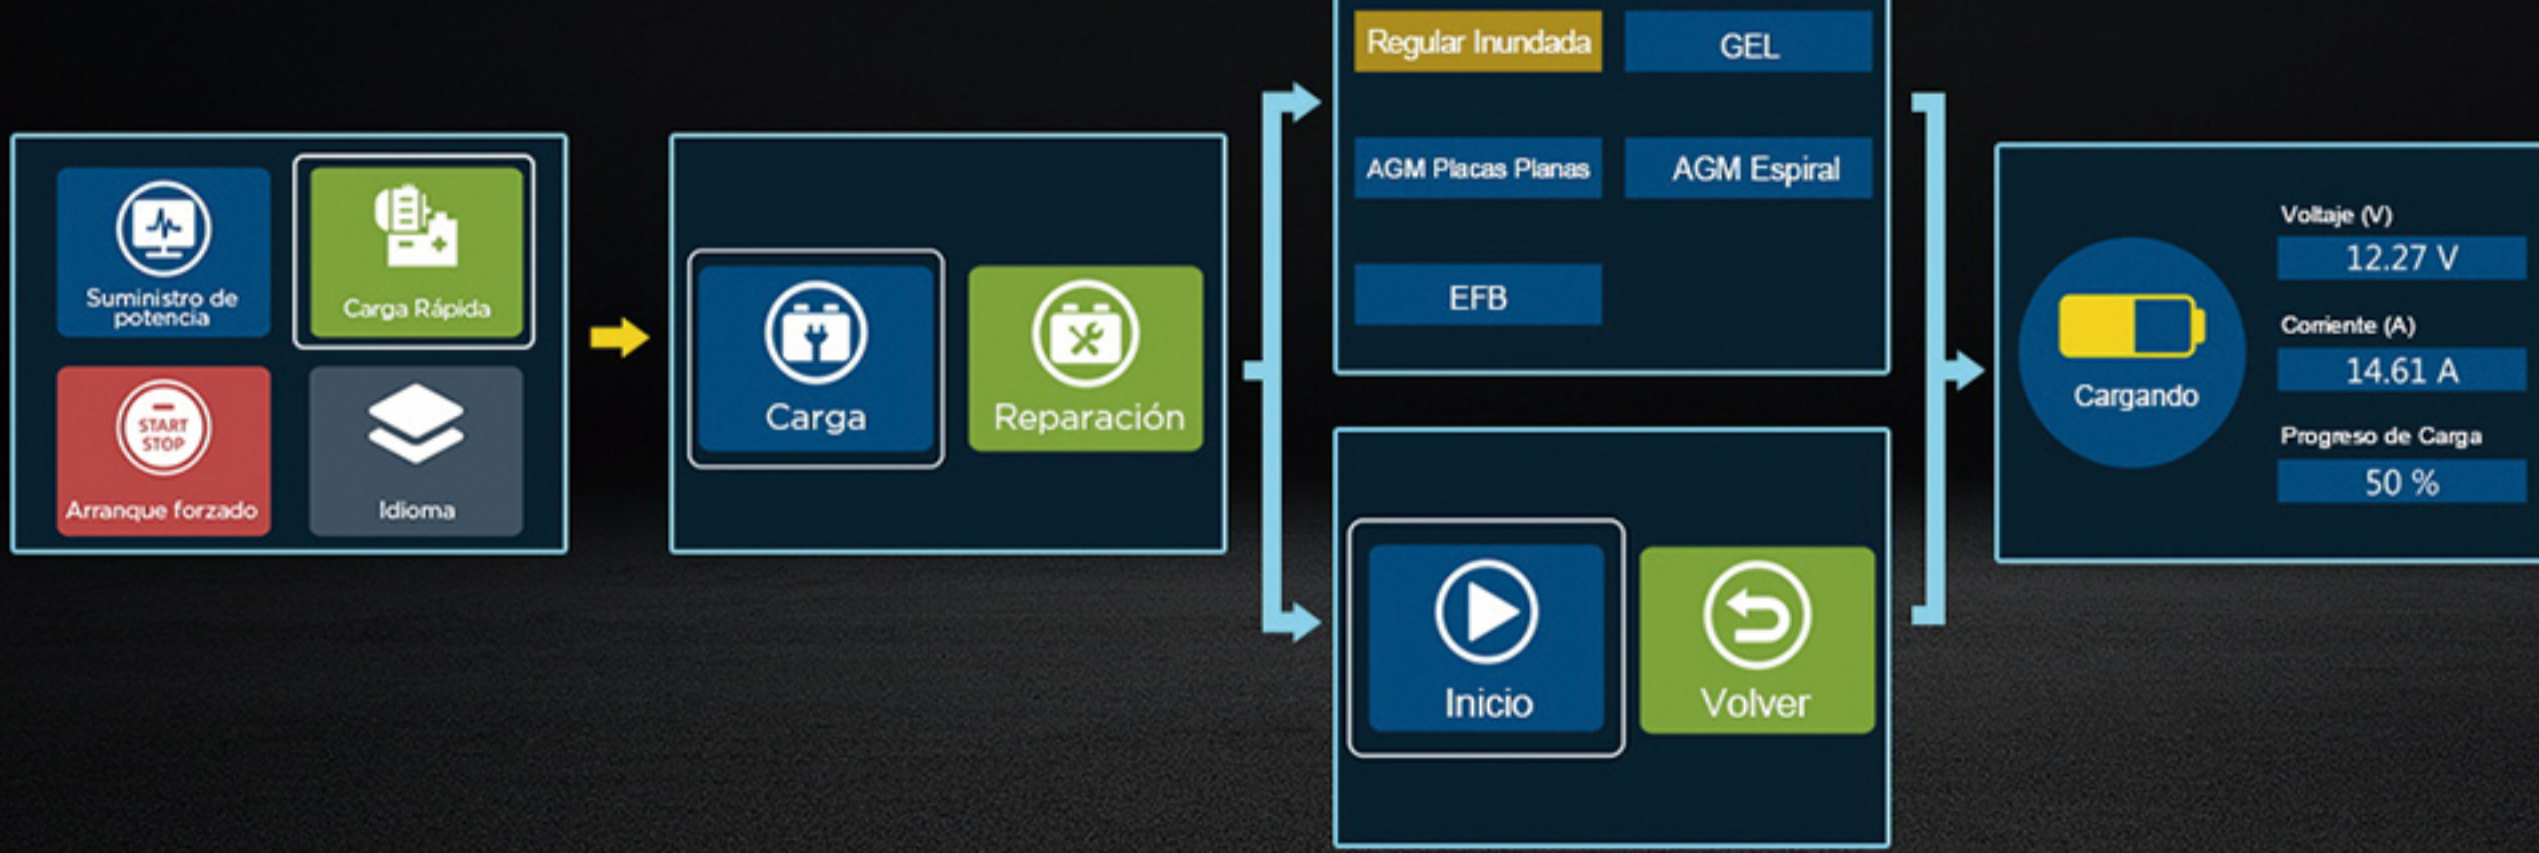 Suministro de
potencia
Carga Rápida
START
STOP
Arranque forzado
Idioma
Carga
Reparación
Regular Inundada
GEL
AGM Placas Planas
AGM Espiral
EFB
Inicio
Volver
Cargando
Voltaje (V)
12.27 V
Corriente (A)
14.61 A
Progreso de Carga
50 %